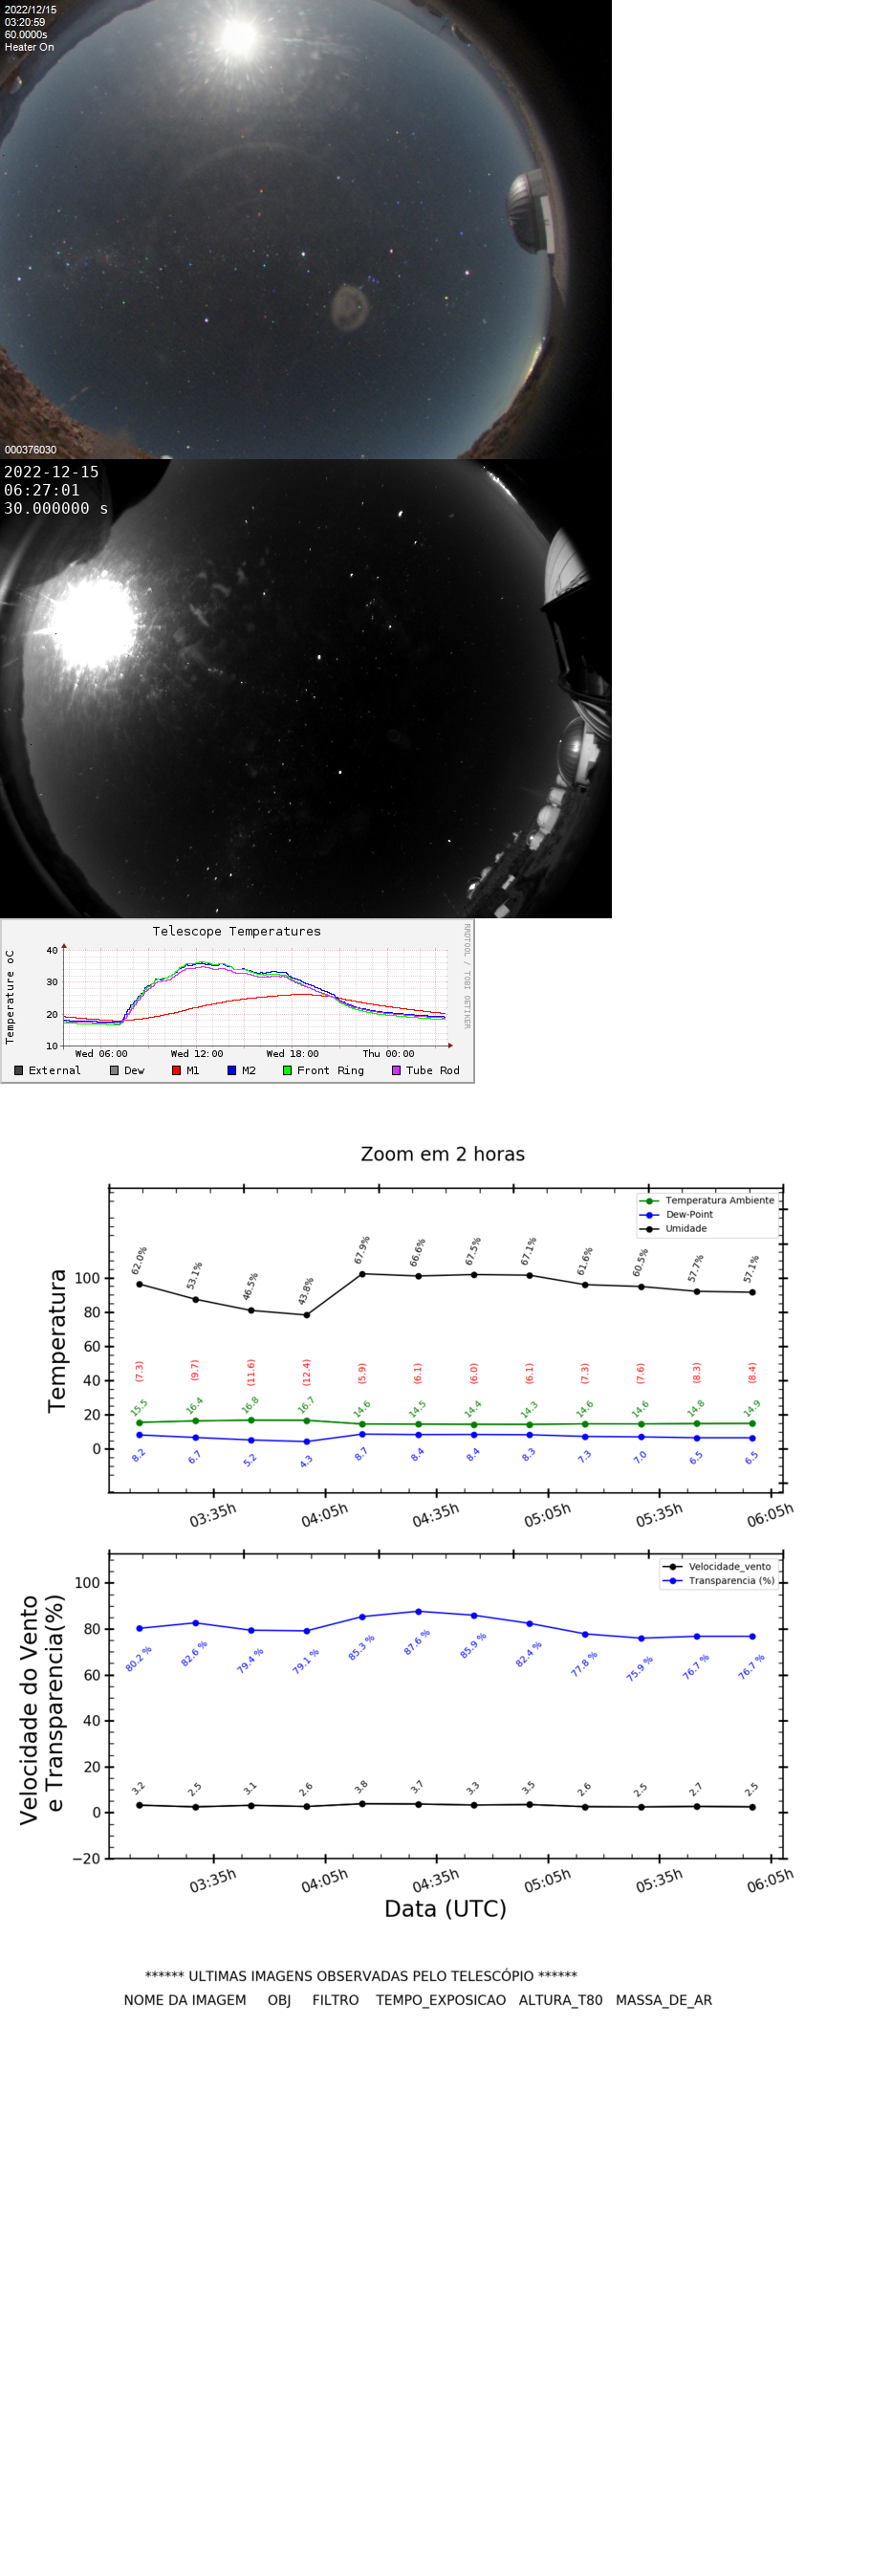 2022/12/15
03:20:59
60.0000s
Heater On
000376030
2022-12-15
06:27:01
30.000000 s
Telescope Temperatures
RRDTOOL / TOBI OETIKER
Temperature oC
40
30
20
10
Wed 06:00 Wed 12:00 Wed 18:00 Thu 00:00
External Dew M1 M2 Front Ring Tube Rod
Zoom em 2 horas
Temperatura Ambiente
Dew-Point
Umidade
Temperatura
100
80
60
40
20
0
62.0% 53.1% 46.5% 43.8% 67.9% 66.6% 67.5% 67.1% 61.6% 60.5% 57.7% 57.1%
(7.3) (9.7) (11.6) (12.4) (5.9) (6.1) (6.0) (6.1) (7.3) (7.6) (8.3) (8.4)
15.5 16.4 16.8 16.7 14.6 14.5 14.4 14.3 14.6 14.6 14.8 14.9
8.2 6.7 5.2 4.3 8.7 8.4 8.4 8.3 7.3 7.0 6.5 6.5
03:35h 04:05h 04:35h 05:05h 05:35h 06:05h
Velocidade_vento
Transparencia (%)
Velocidade do Vento
e Transparencia(%)
100
80
60
40
20
0
−20
80.2 % 82.6 % 79.4 % 79.1 % 85.3 % 87.6 % 85.9 % 82.4 % 77.8 % 75.9 % 76.7 % 76.7 %
3.2 2.5 3.1 2.6 3.8 3.7 3.3 3.5 2.6 2.5 2.7 2.5
03:35h 04:05h 04:35h 05:05h 05:35h 06:05h
Data (UTC)
****** ULTIMAS IMAGENS OBSERVADAS PELO TELESCÓPIO ******
NOME DA IMAGEM OBJ FILTRO TEMPO_EXPOSICAO ALTURA_T80 MASSA_DE_AR